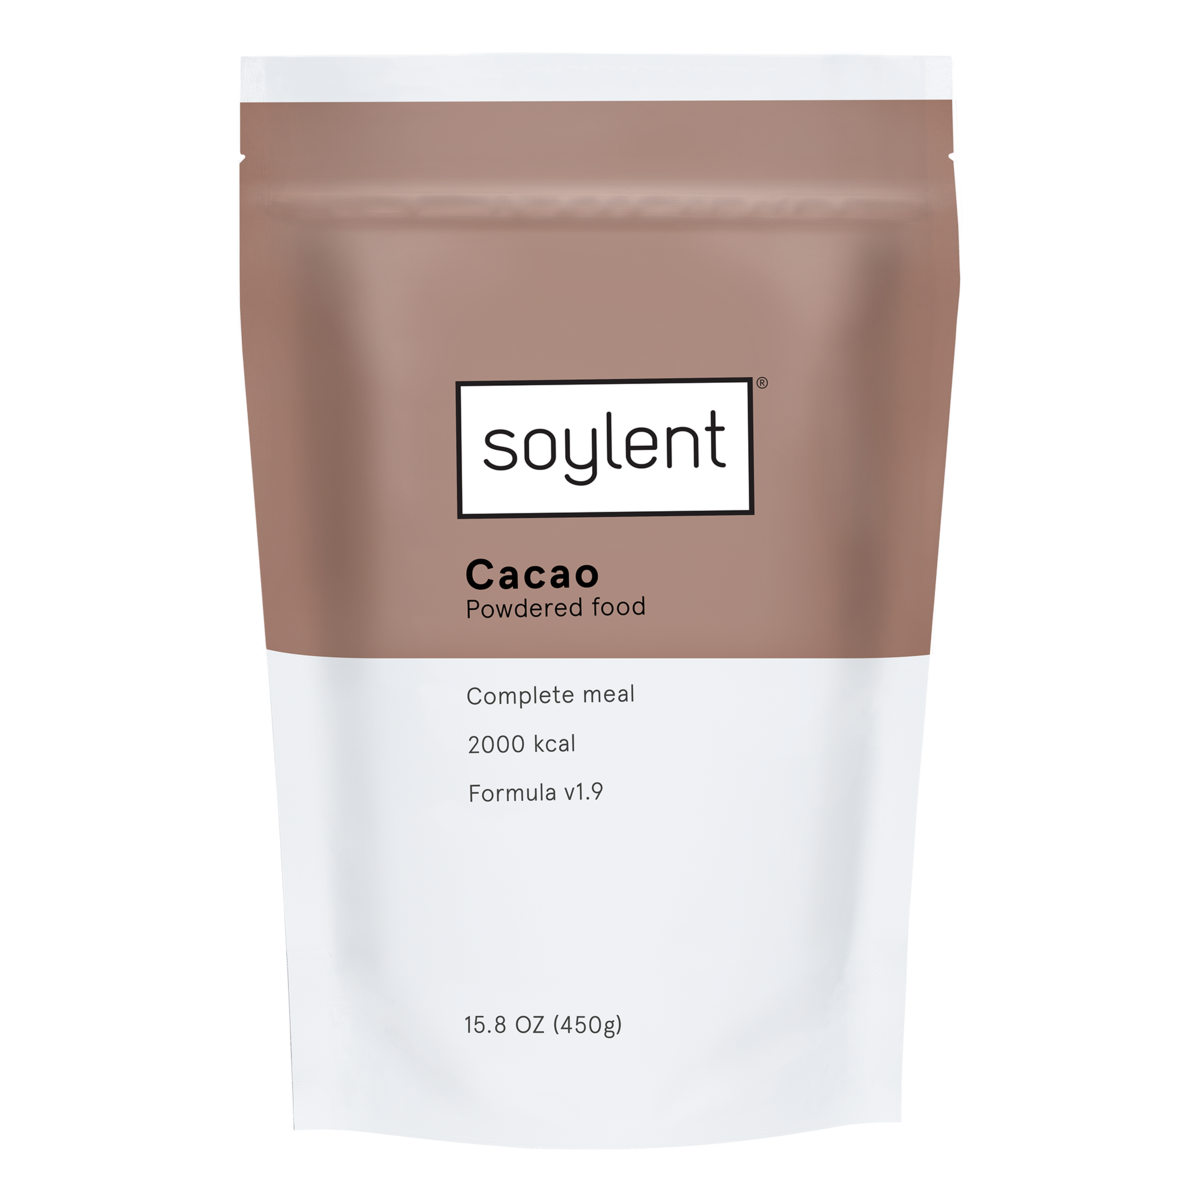 soylent®
Cacao
Powdered food
Complete meal
2000 kcal
Formula v1.9
15.8 OZ (450g)